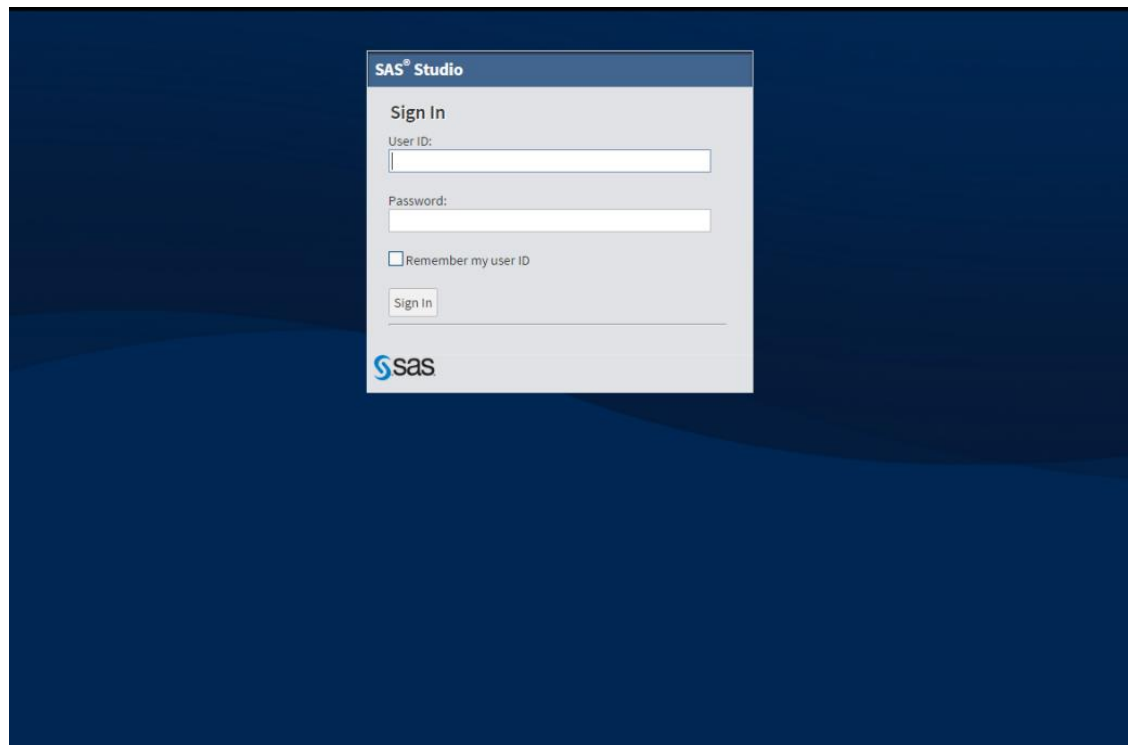 SAS® Studio
Sign In
User ID:
Password:
Remember my user ID
Sign In
sas